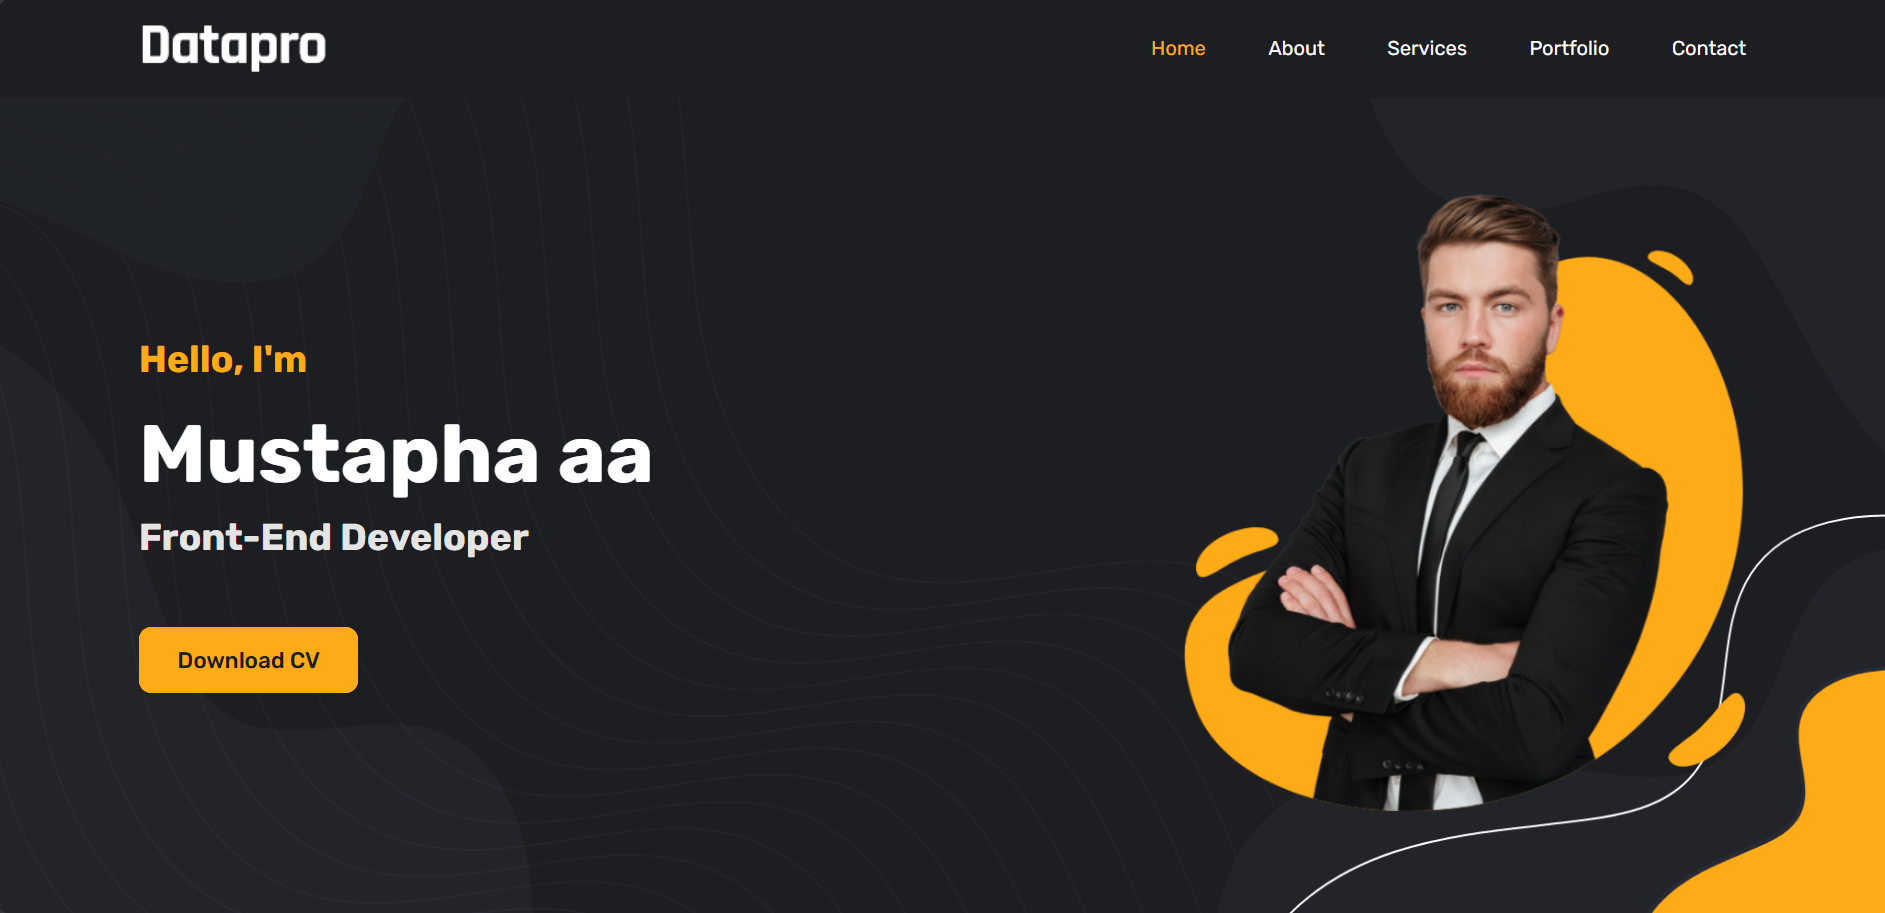 Datapro
Home About Services Portfolio Contact
Hello, I'm
Mustapha aa
Front-End Developer
Download CV